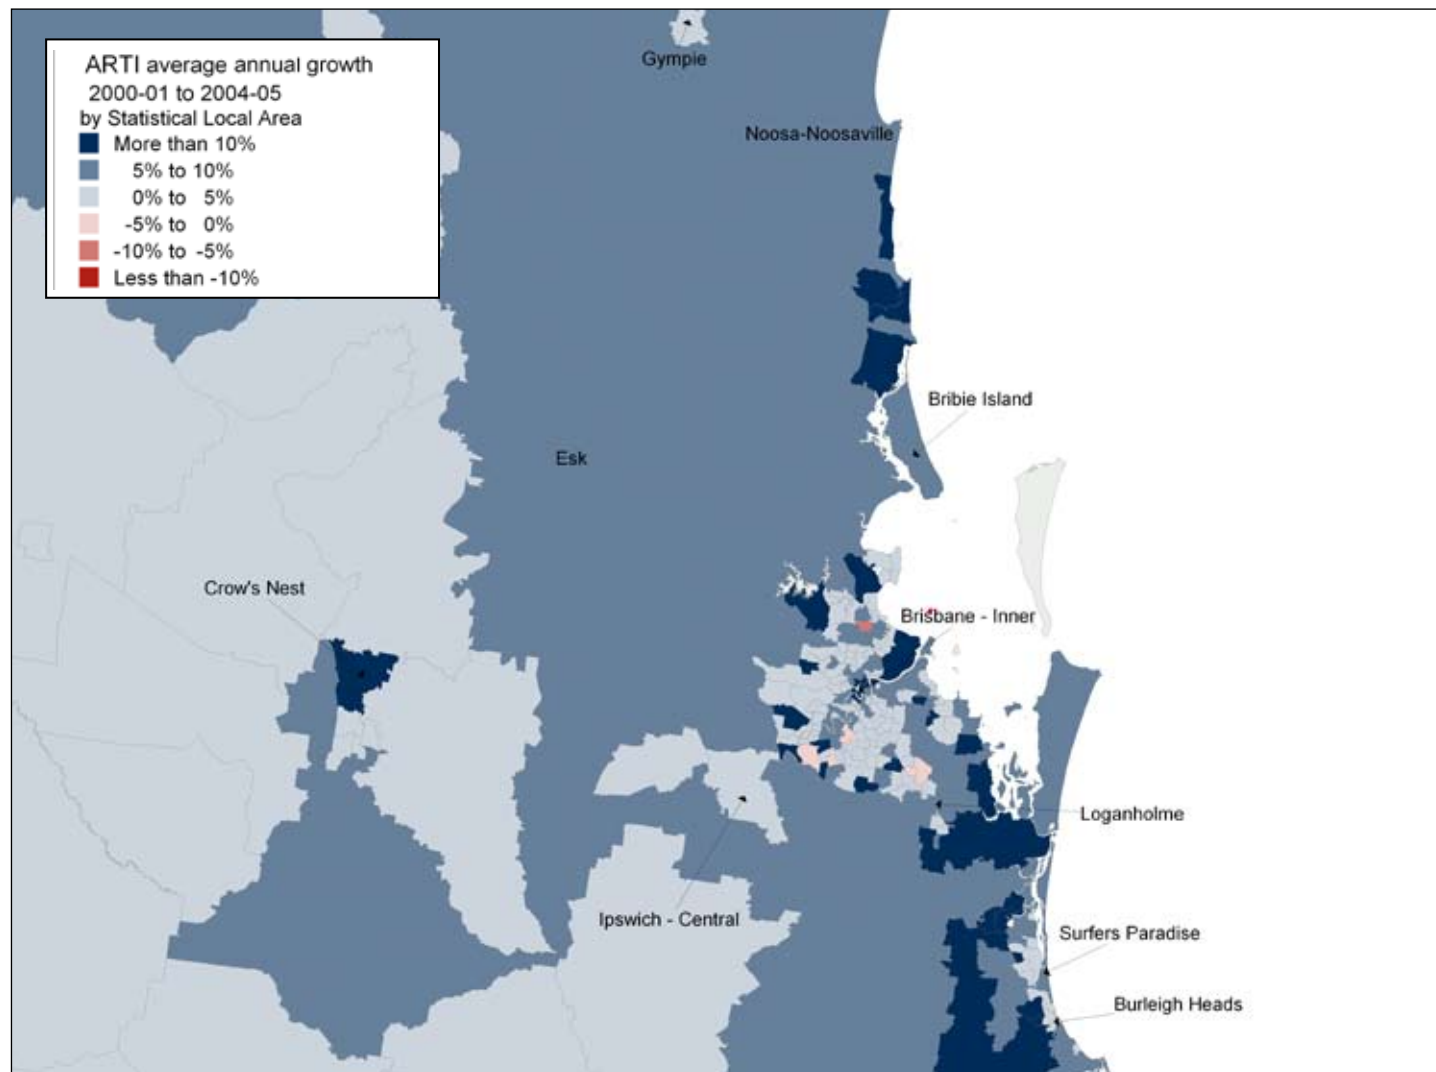 ARTI average annual growth
2000-01 to 2004-05
by Statistical Local Area
More than 10%
5% to 10%
0% to 5%
-5% to 0%
-10% to -5%
Less than -10%
Gympie
Noosa-Noosaville
Bribie Island
Esk
Crow's Nest
Brisbane - Inner
Loganholme
Ipswich - Central
Surfers Paradise
Burleigh Heads